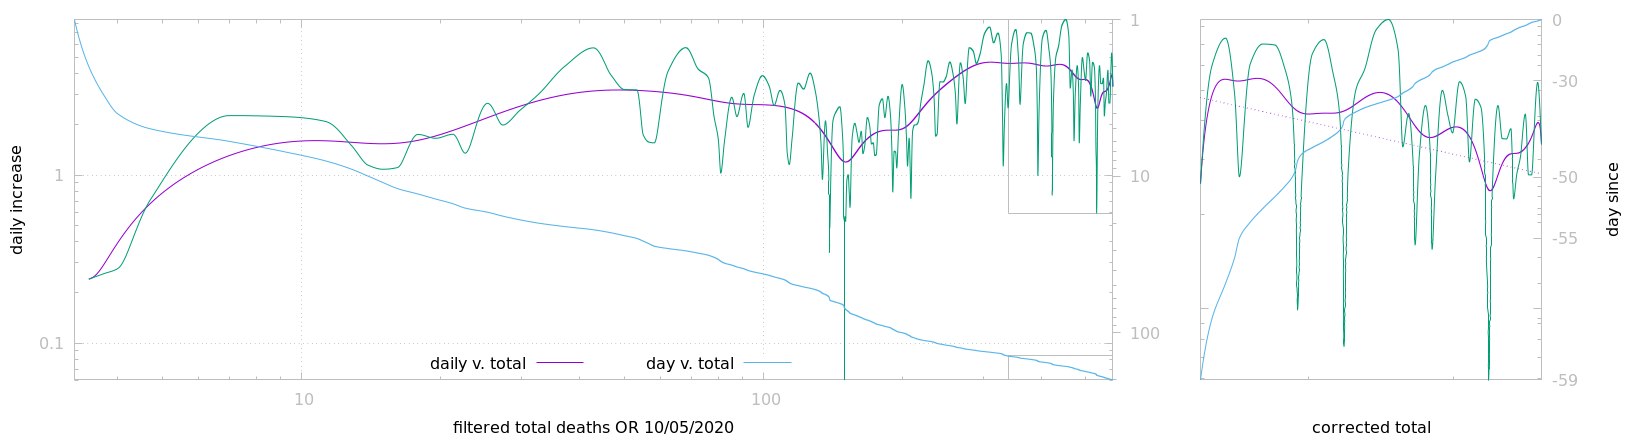 daily increase
1
0.1
10
100
1
10
100
daily v. total
day v. total
filtered total deaths OR 10/05/2020
0
-30
-50
-55
-59
day since
corrected total